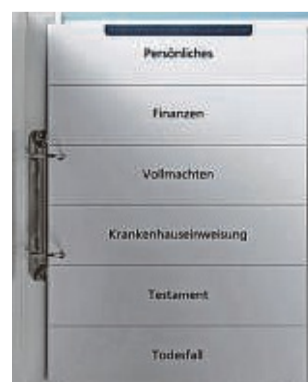 Persönliches
Finanzen
Vollmachten
Krankenhauseinweisung
Testament
Todesfall